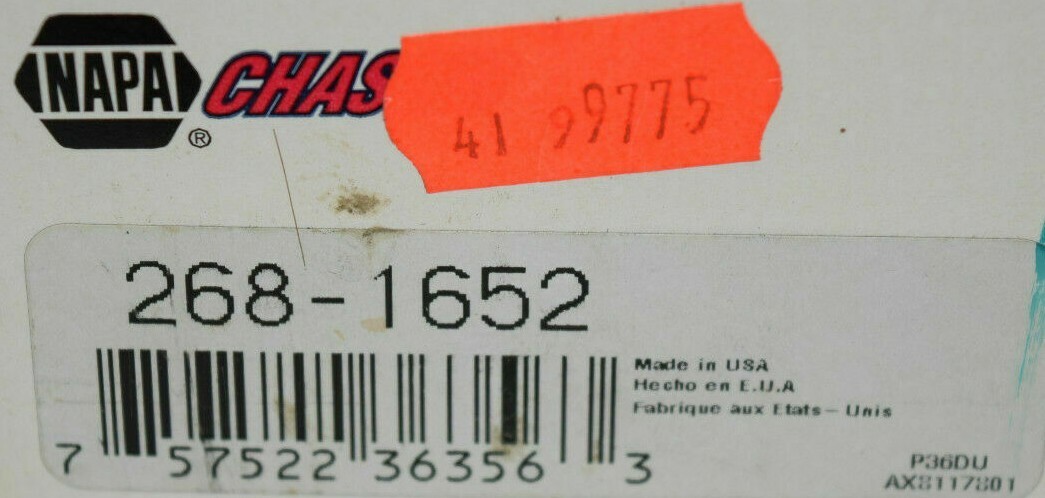 NAPA CHAS
®
41 99775
268-1652
Made in USA
Hecho en E.U.A
Fabrique aux Etats-Unis
7 57522 36356 3
P36DU
AX8117801